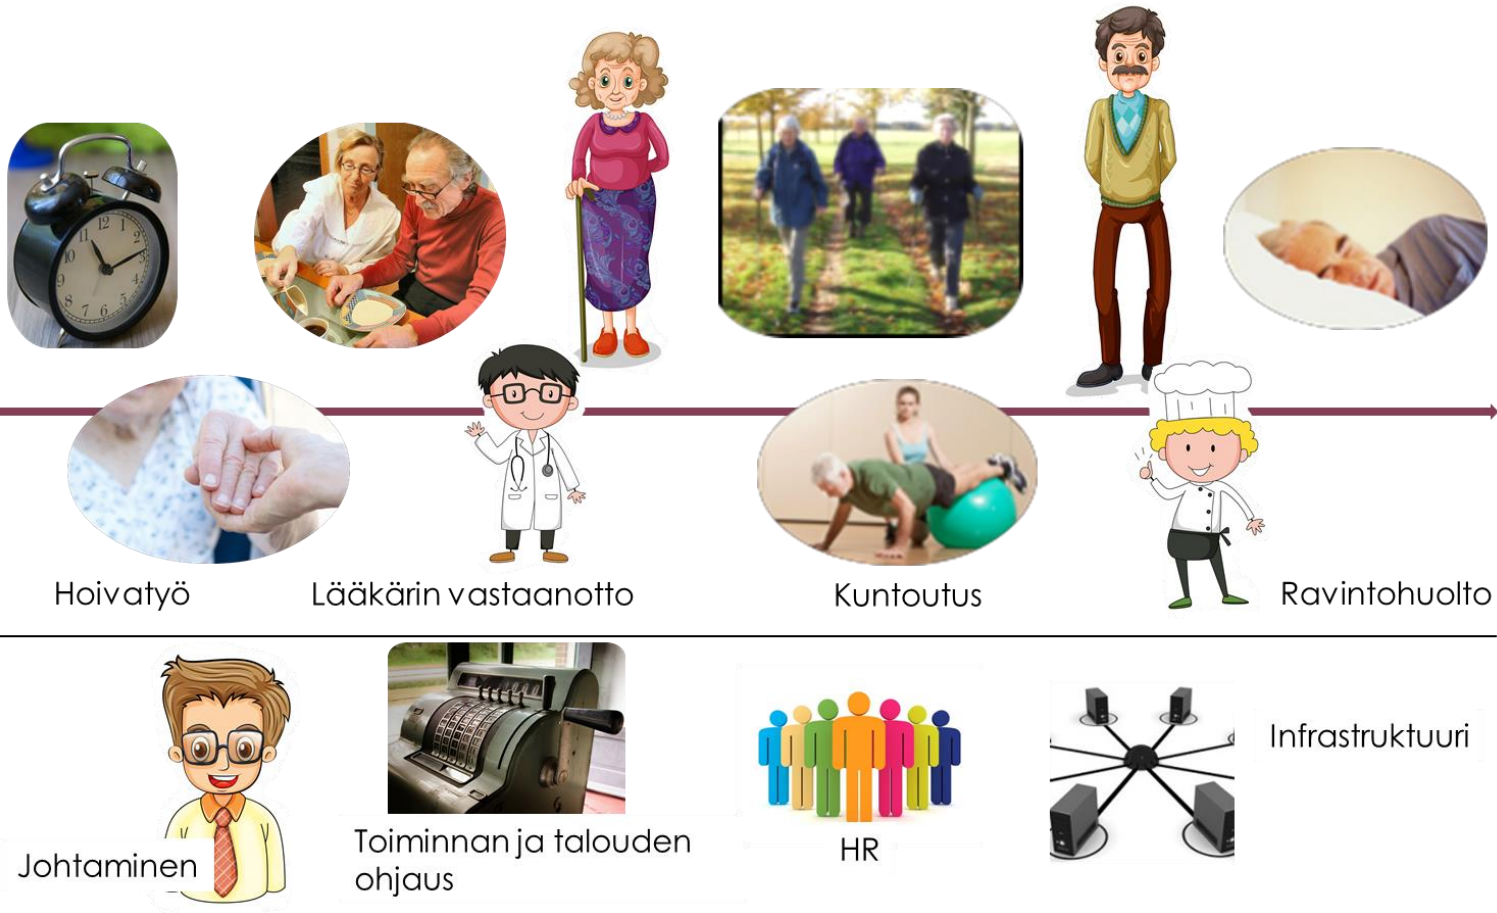 Hoivatyö
Lääkärin vastaanotto
Kuntoutus
Ravintohuolto
Infrastruktuuri
Toiminnan ja talouden
ohjaus
HR
Johtaminen